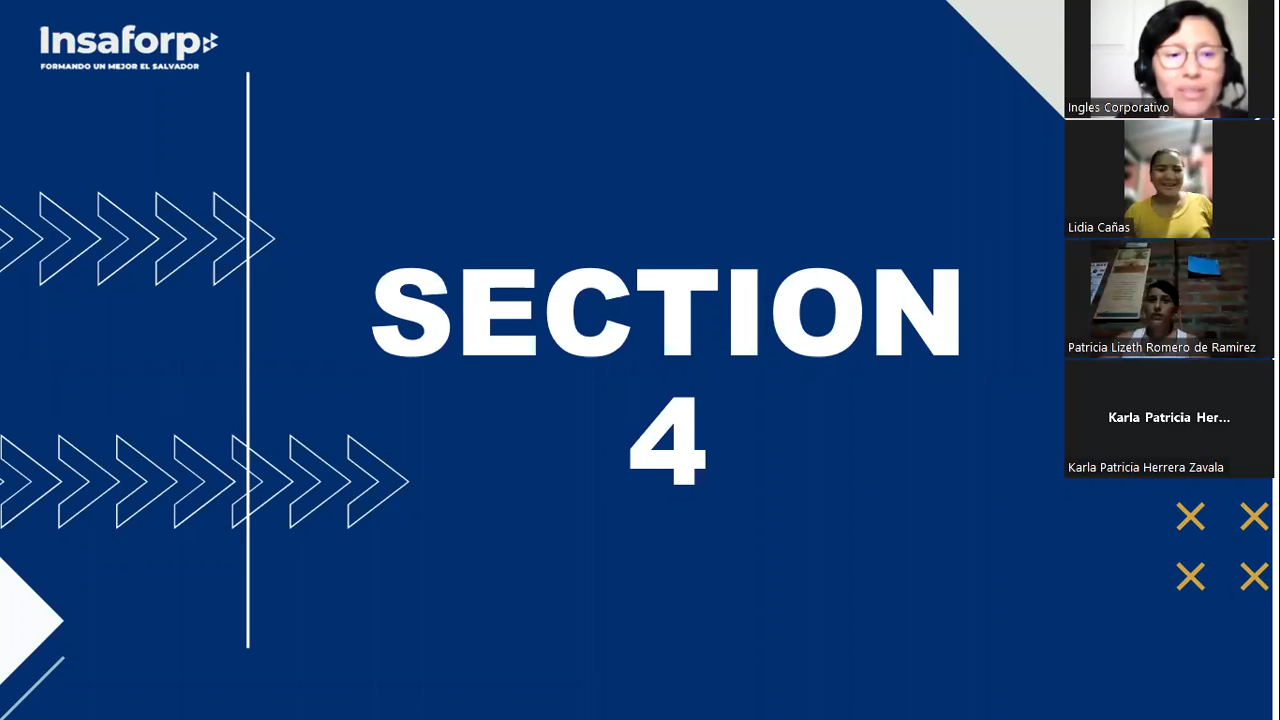 Insaforp
FORMANDO UN MEJOR EL SALVADOR
SECTION
4
Ingles Corporativo
Lidia Cañas
Patricia Lizeth Romero de Ramirez
Karla Patricia Her...
Karla Patricia Herrera Zavala